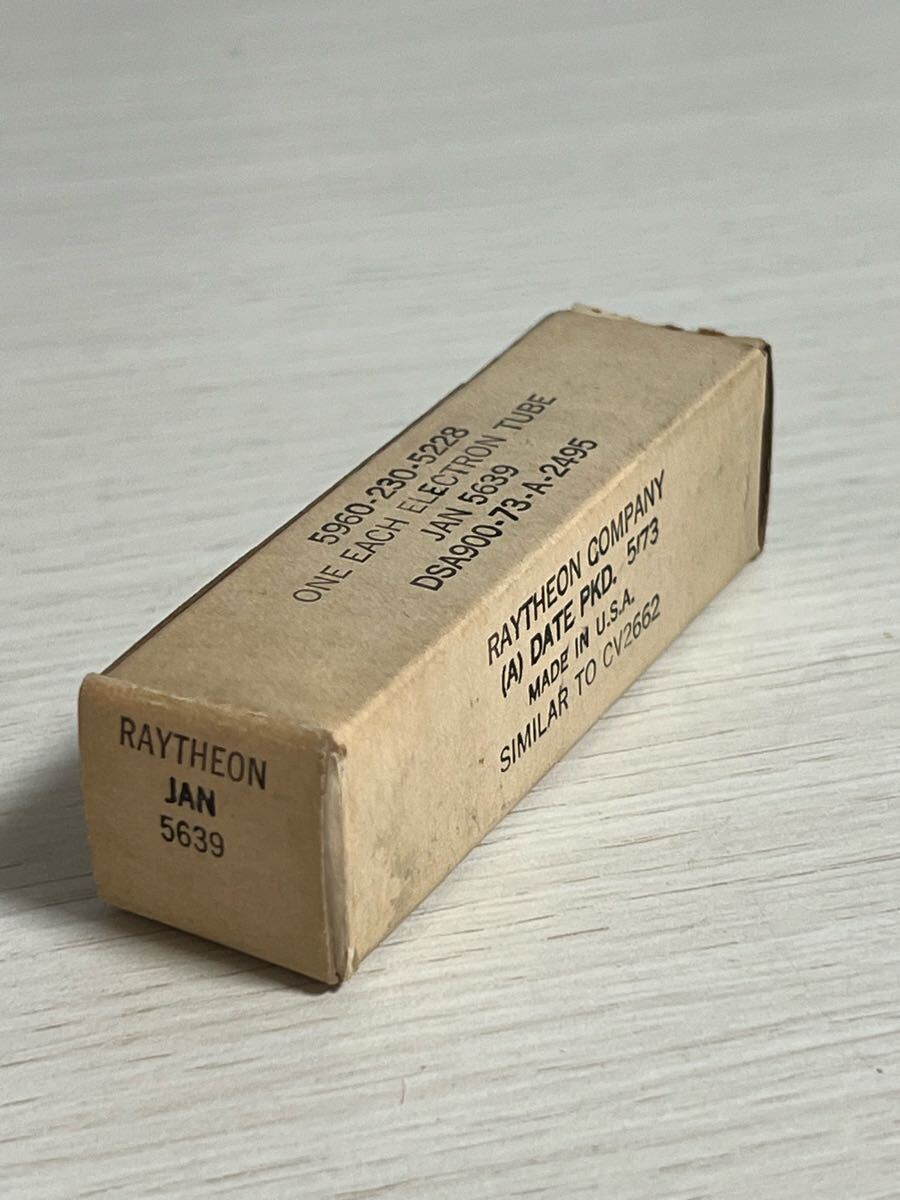 5960-230-5228
ONE EACH ELECTRON TUBE
JAN 5639
DSA900-73-A-2495
RAYTHEON COMPANY
(A) DATE PKD. 5/73
MADE IN U.S.A.
SIMILAR TO CV2662
RAYTHEON
JAN
5639